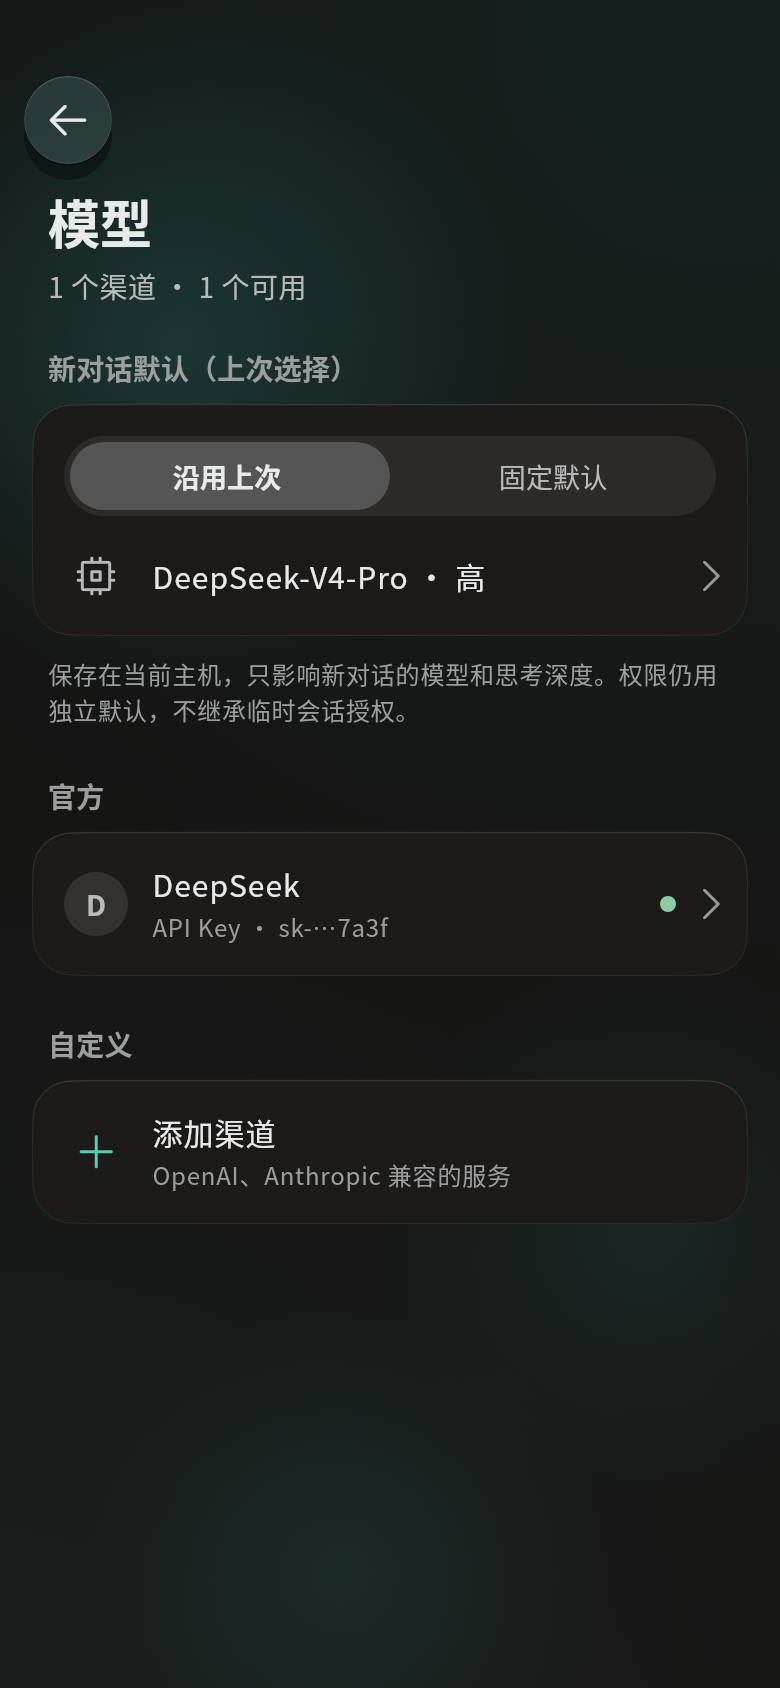 模型
1 个渠道 · 1 个可用
新对话默认（上次选择）
沿用上次
固定默认
DeepSeek-V4-Pro · 高
保存在当前主机，只影响新对话的模型和思考深度。权限仍用
独立默认，不继承临时会话授权。
官方
D
DeepSeek
API Key · sk-···7a3f
自定义
添加渠道
OpenAI、Anthropic 兼容的服务